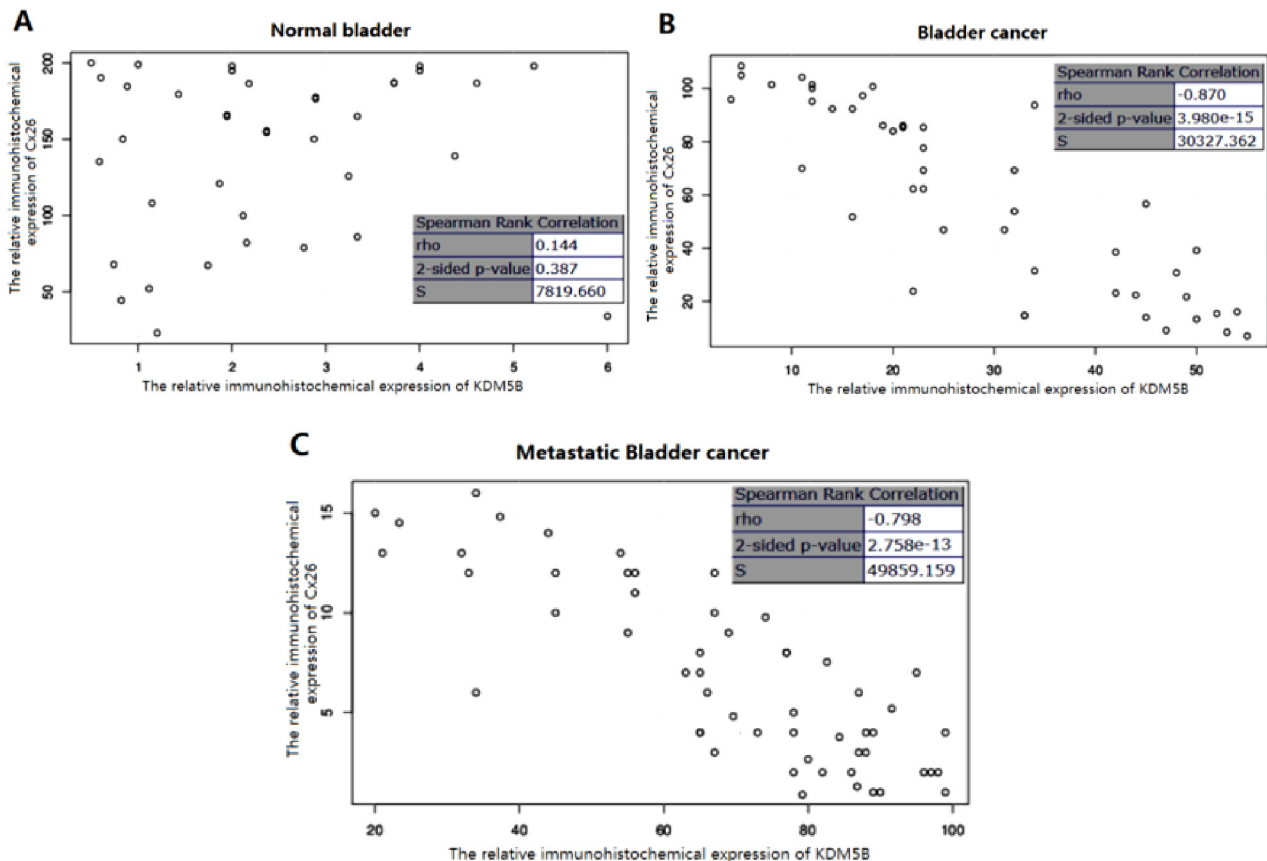 A
Normal bladder
The relative immunohistochemical
expression of Cx26
200
150
100
50
Spearman Rank Correlation
rho 0.144
2-sided p-value 0.387
S 7819.660
1 2 3 4 5 6
The relative immunohistochemical expression of KDM5B
B
Bladder cancer
The relative immunohistochemical
expression of Cx26
100
80
60
40
20
Spearman Rank Correlation
rho -0.870
2-sided p-value 3.980e-15
S 30327.362
10 20 30 40 50
The relative immunohistochemical expression of KDM5B
C
Metastatic Bladder cancer
The relative immunohistochemical
expression of Cx26
15
10
5
Spearman Rank Correlation
rho -0.798
2-sided p-value 2.758e-13
S 49859.159
20 40 60 80 100
The relative immunohistochemical expression of KDM5B